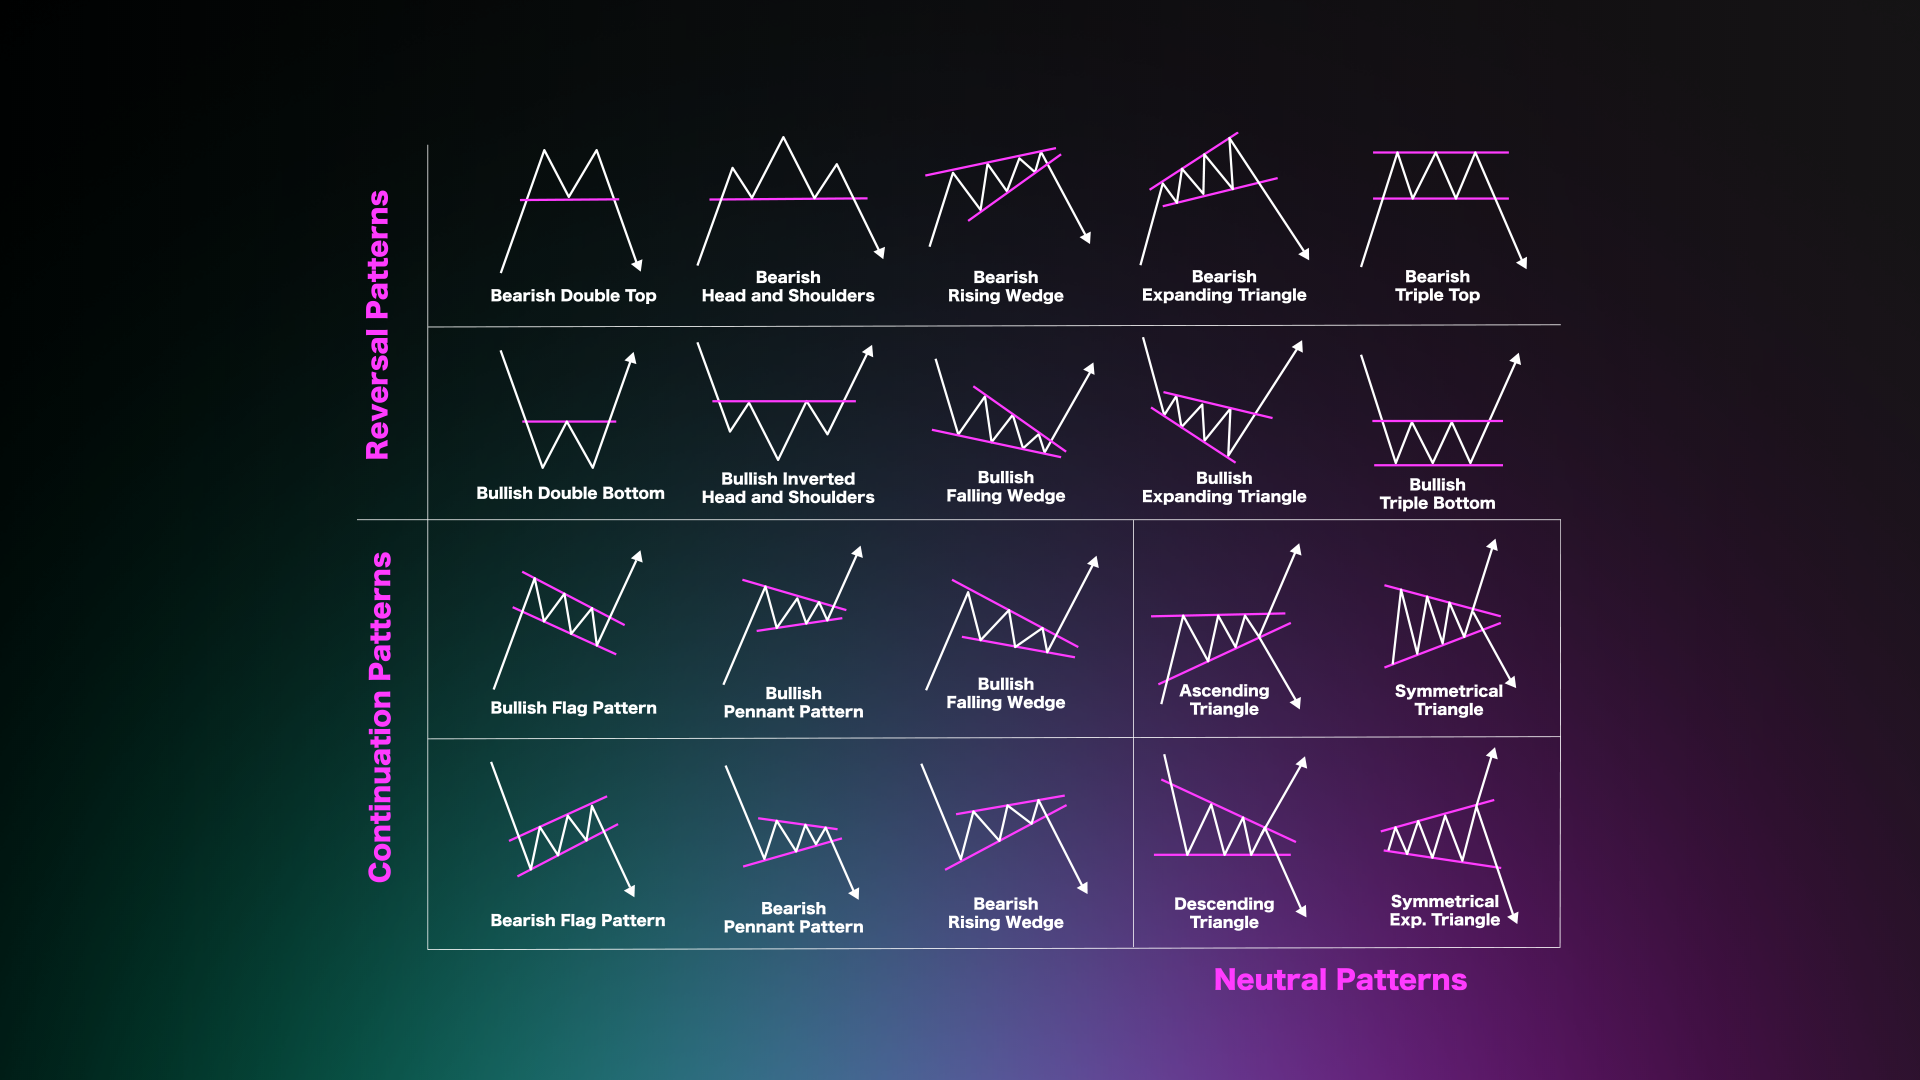 Reversal Patterns
Bearish Double Top
Bearish
Head and Shoulders
Bearish
Rising Wedge
Bearish
Expanding Triangle
Bearish
Triple Top
Bullish Double Bottom
Bullish Inverted
Head and Shoulders
Bullish
Falling Wedge
Bullish
Expanding Triangle
Bullish
Triple Bottom
Continuation Patterns
Bullish Flag Pattern
Bullish
Pennant Pattern
Bullish
Falling Wedge
Ascending
Triangle
Symmetrical
Triangle
Bearish Flag Pattern
Bearish
Pennant Pattern
Bearish
Rising Wedge
Descending
Triangle
Symmetrical
Exp. Triangle
Neutral Patterns